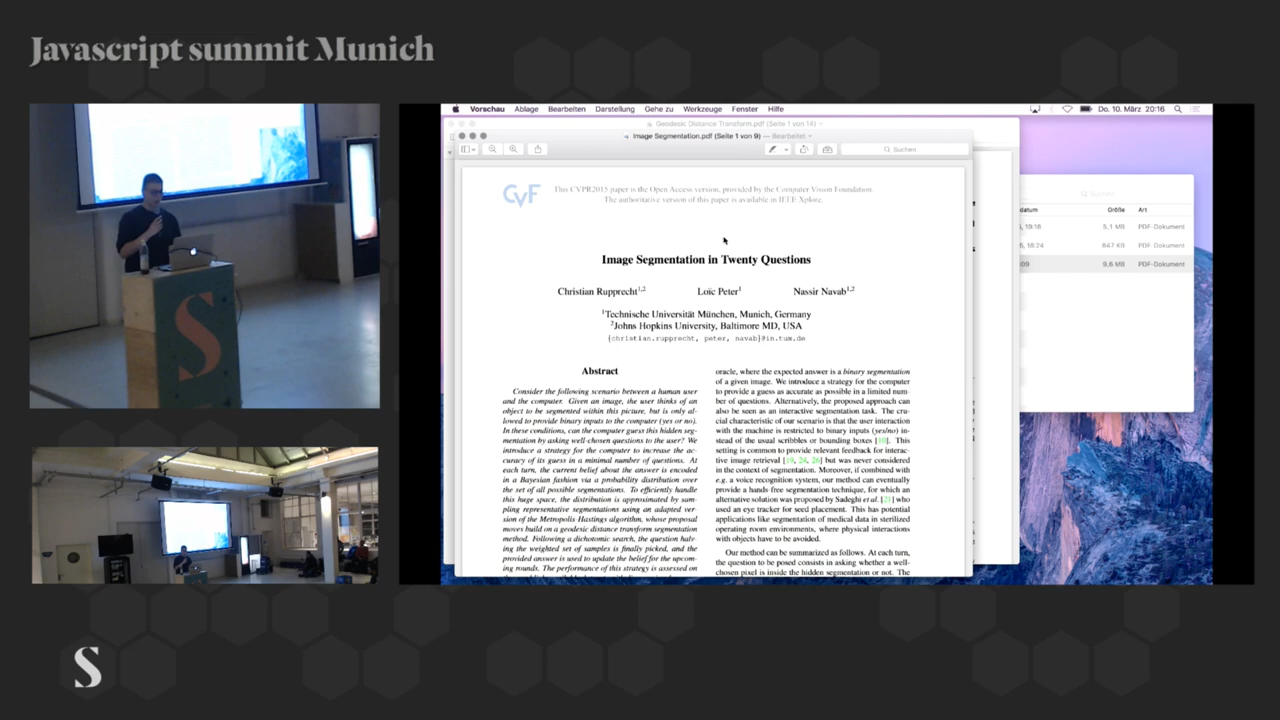 Javascript summit Munich
Vorschau Ablage Bearbeiten Darstellung Gehe zu Werkzeuge Fenster Hilfe
Do. 10. März 20:16
Geodesic Distance Transform.pdf (Seite 1 von 14)
Image Segmentation.pdf (Seite 1 von 9) — Bearbeitet
Suchen
Suchen
datum Größe Art
19:18 5,1 MB PDF-Dokument
18:24 647 KB PDF-Dokument
09 9,6 MB PDF-Dokument
CVF
This CVPR2015 paper is the Open Access version, provided by the Computer Vision Foundation.
The authoritative version of this paper is available in IEEE Xplore.
Image Segmentation in Twenty Questions
Christian Rupprecht1,2 Loïc Peter1 Nassir Navab1,2
1Technische Universität München, Munich, Germany
2Johns Hopkins University, Baltimore MD, USA
{christian.rupprecht, peter, navab}@in.tum.de
Abstract
Consider the following scenario between a human user
and the computer. Given an image, the user thinks of an
object to be segmented within this picture, but is only al-
lowed to provide binary inputs to the computer (yes or no).
In these conditions, can the computer guess this hidden seg-
mentation by asking well-chosen questions to the user? We
introduce a strategy for the computer to increase the ac-
curacy of its guess in a minimal number of questions. At
each turn, the current belief about the answer is encoded
in a Bayesian fashion via a probability distribution over
the set of all possible segmentations. To efficiently handle
this huge space, the distribution is approximated by sam-
pling representative segmentations using an adapted ver-
sion of the Metropolis Hastings algorithm, whose proposal
moves build on a geodesic distance transform segmentation
method. Following a dichotomic search, the question halv-
ing the weighted set of samples is finally picked, and the
provided answer is used to update the belief for the upcom-
ing rounds. The performance of this strategy is assessed on
oracle, where the expected answer is a binary segmentation
of a given image. We introduce a strategy for the computer
to provide a guess as accurate as possible in a limited num-
ber of questions. Alternatively, the proposed approach can
also be seen as an interactive segmentation task. The cru-
cial characteristic of our scenario is that the user interaction
with the machine is restricted to binary inputs (yes/no) in-
stead of the usual scribbles or bounding boxes [10]. This
setting is common to provide relevant feedback for interac-
tive image retrieval [19, 24, 26] but was never considered
in the context of segmentation. Moreover, if combined with
e.g. a voice recognition system, our method can eventually
provide a hands-free segmentation technique, for which an
alternative solution was proposed by Sadeghi et al. [21] who
used an eye tracker for seed placement. This has potential
applications like segmentation of medical data in sterilized
operating room environments, where physical interactions
with objects have to be avoided.
Our method can be summarized as follows. At each turn,
the question to be posed consists in asking whether a well-
chosen pixel is inside the hidden segmentation or not. The
S
S